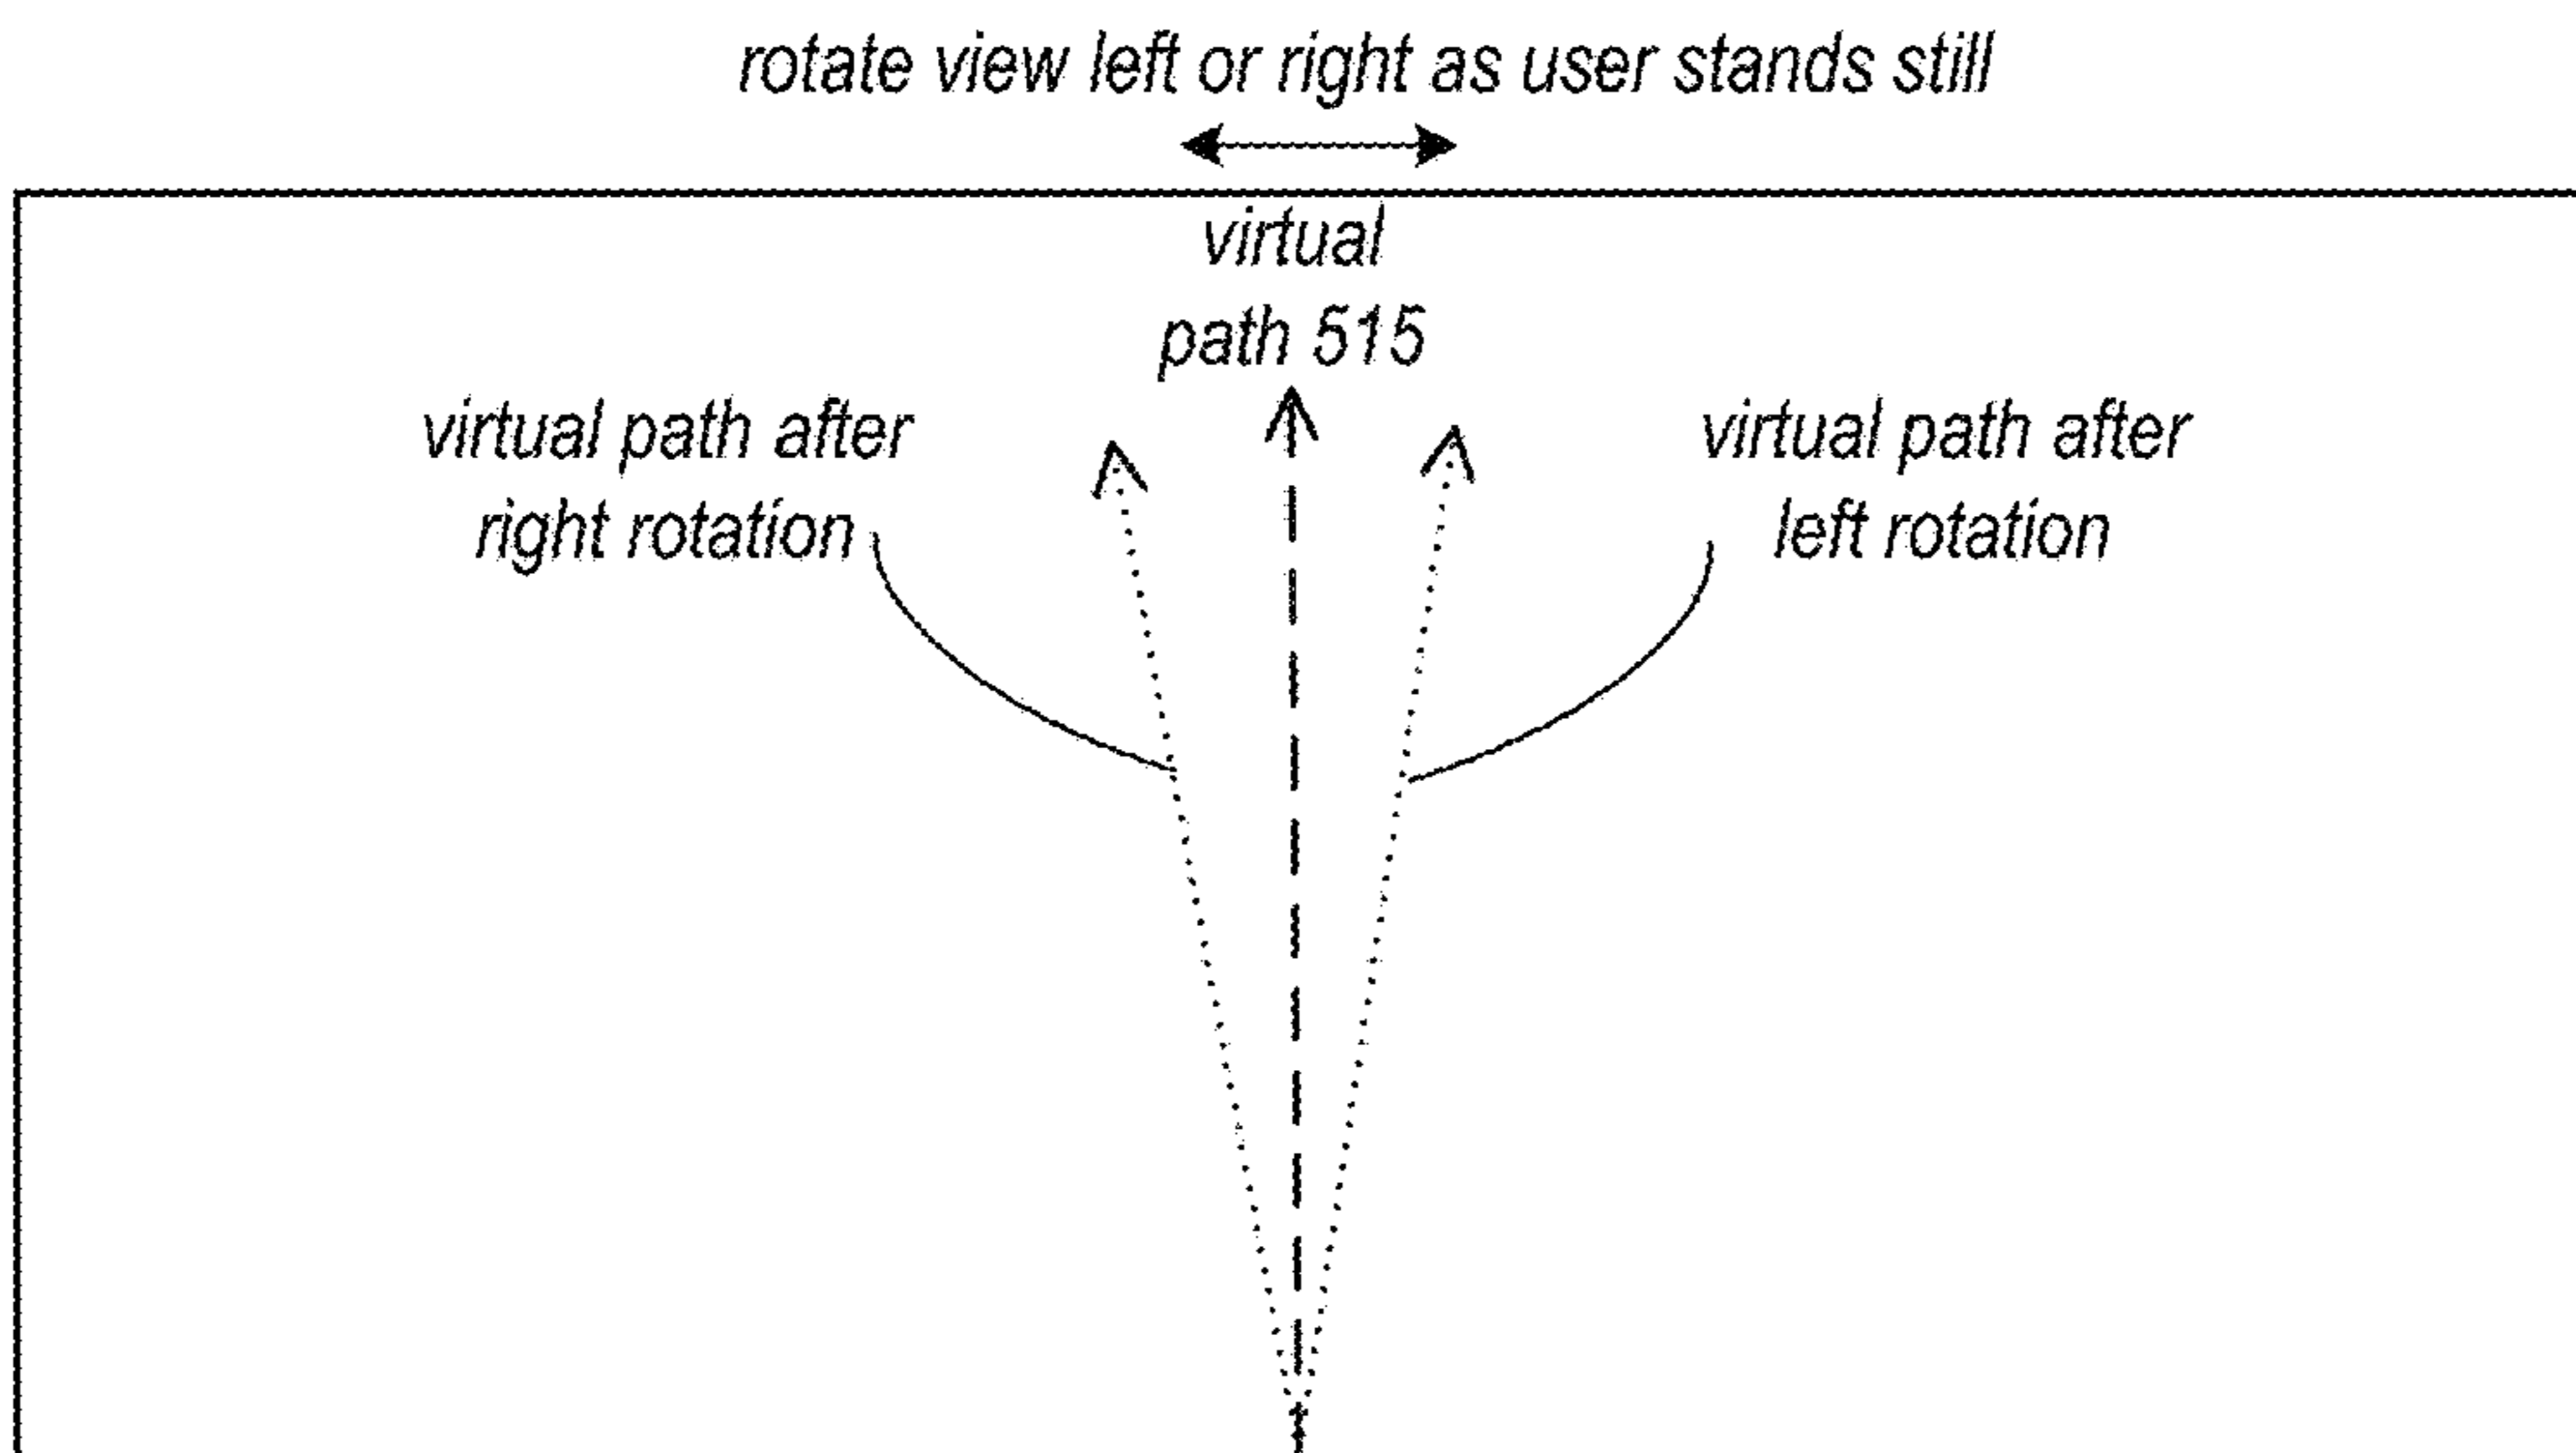 rotate view left or right as user stands still
virtual
path 515
virtual path after
right rotation
virtual path after
left rotation